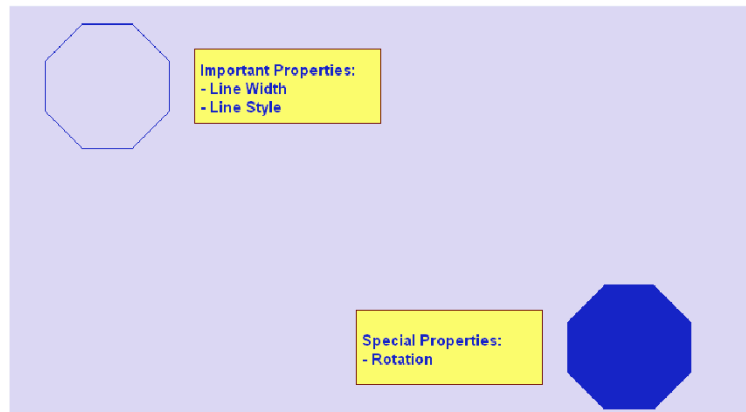 Important Properties:
- Line Width
- Line Style
Special Properties:
- Rotation